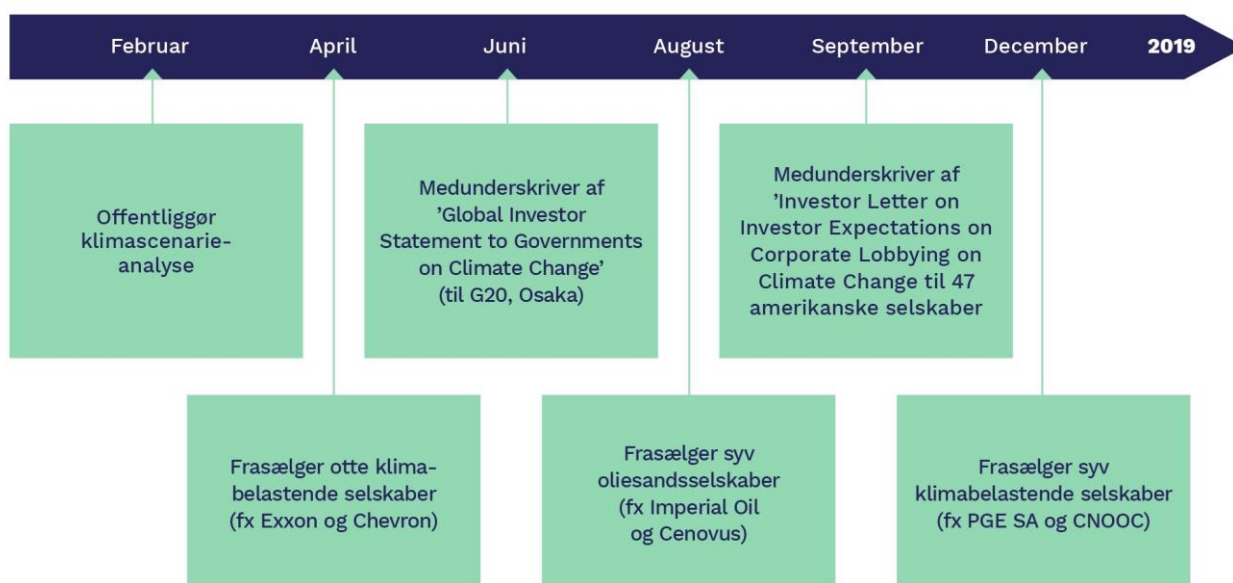 Februar April Juni August September December 2019
Offentliggør
klimascenarie-
analyse
Medunderskriver af
’Global Investor
Statement to Governments
on Climate Change’
(til G20, Osaka)
Medunderskriver af
’Investor Letter on
Investor Expectations on
Corporate Lobbying on
Climate Change til 47
amerikanske selskaber
Frasælger otte klima-
belastende selskaber
(fx Exxon og Chevron)
Frasælger syv
oliesandsselskaber
(fx Imperial Oil
og Cenovus)
Frasælger syv
klimabelastende selskaber
(fx PGE SA og CNOOC)